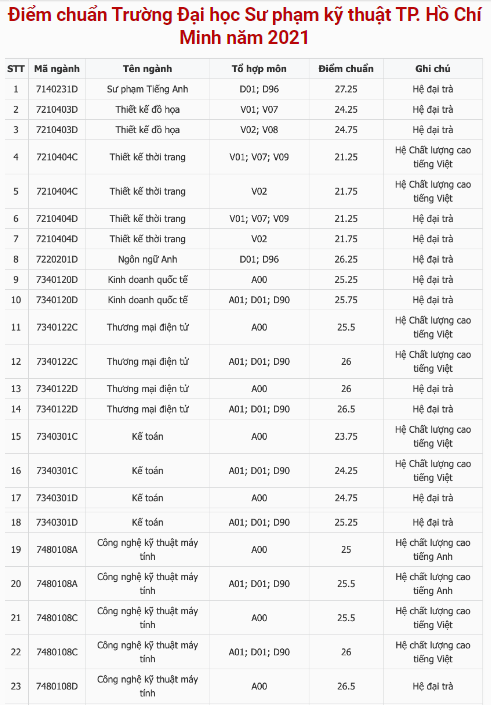 Điểm chuẩn Trường Đại học Sư phạm kỹ thuật TP. Hồ Chí
Minh năm 2021
STT Mã ngành Tên ngành Tổ hợp môn Điểm chuẩn Ghi chú
1 7140231D Sư phạm Tiếng Anh D01; D96 27.25 Hệ đại trà
2 7210403D Thiết kế đồ họa V01; V07 24.25 Hệ đại trà
3 7210403D Thiết kế đồ họa V02; V08 24.75 Hệ đại trà
4 7210404C Thiết kế thời trang V01; V07; V09 21.25 Hệ Chất lượng cao
tiếng Việt
5 7210404C Thiết kế thời trang V02 21.75 Hệ Chất lượng cao
tiếng Việt
6 7210404D Thiết kế thời trang V01; V07; V09 21.25 Hệ đại trà
7 7210404D Thiết kế thời trang V02 21.75 Hệ đại trà
8 7220201D Ngôn ngữ Anh D01; D96 26.25 Hệ đại trà
9 7340120D Kinh doanh quốc tế A00 25.25 Hệ đại trà
10 7340120D Kinh doanh quốc tế A01; D01; D90 25.75 Hệ đại trà
11 7340122C Thương mại điện tử A00 25.5 Hệ Chất lượng cao
tiếng Việt
12 7340122C Thương mại điện tử A01; D01; D90 26 Hệ Chất lượng cao
tiếng Việt
13 7340122D Thương mại điện tử A00 26 Hệ đại trà
14 7340122D Thương mại điện tử A01; D01; D90 26.5 Hệ đại trà
15 7340301C Kế toán A00 23.75 Hệ Chất lượng cao
tiếng Việt
16 7340301C Kế toán A01; D01; D90 24.25 Hệ Chất lượng cao
tiếng Việt
17 7340301D Kế toán A00 24.75 Hệ đại trà
18 7340301D Kế toán A01; D01; D90 25.25 Hệ đại trà
19 7480108A Công nghệ kỹ thuật máy
tính A00 25 Hệ chất lượng cao
tiếng Anh
20 7480108A Công nghệ kỹ thuật máy
tính A01; D01; D90 25.5 Hệ chất lượng cao
tiếng Anh
21 7480108C Công nghệ kỹ thuật máy
tính A00 25.5 Hệ chất lượng cao
tiếng Việt
22 7480108C Công nghệ kỹ thuật máy
tính A01; D01; D90 26 Hệ chất lượng cao
tiếng Việt
23 7480108D Công nghệ kỹ thuật máy
tính A00 26.5 Hệ đại trà